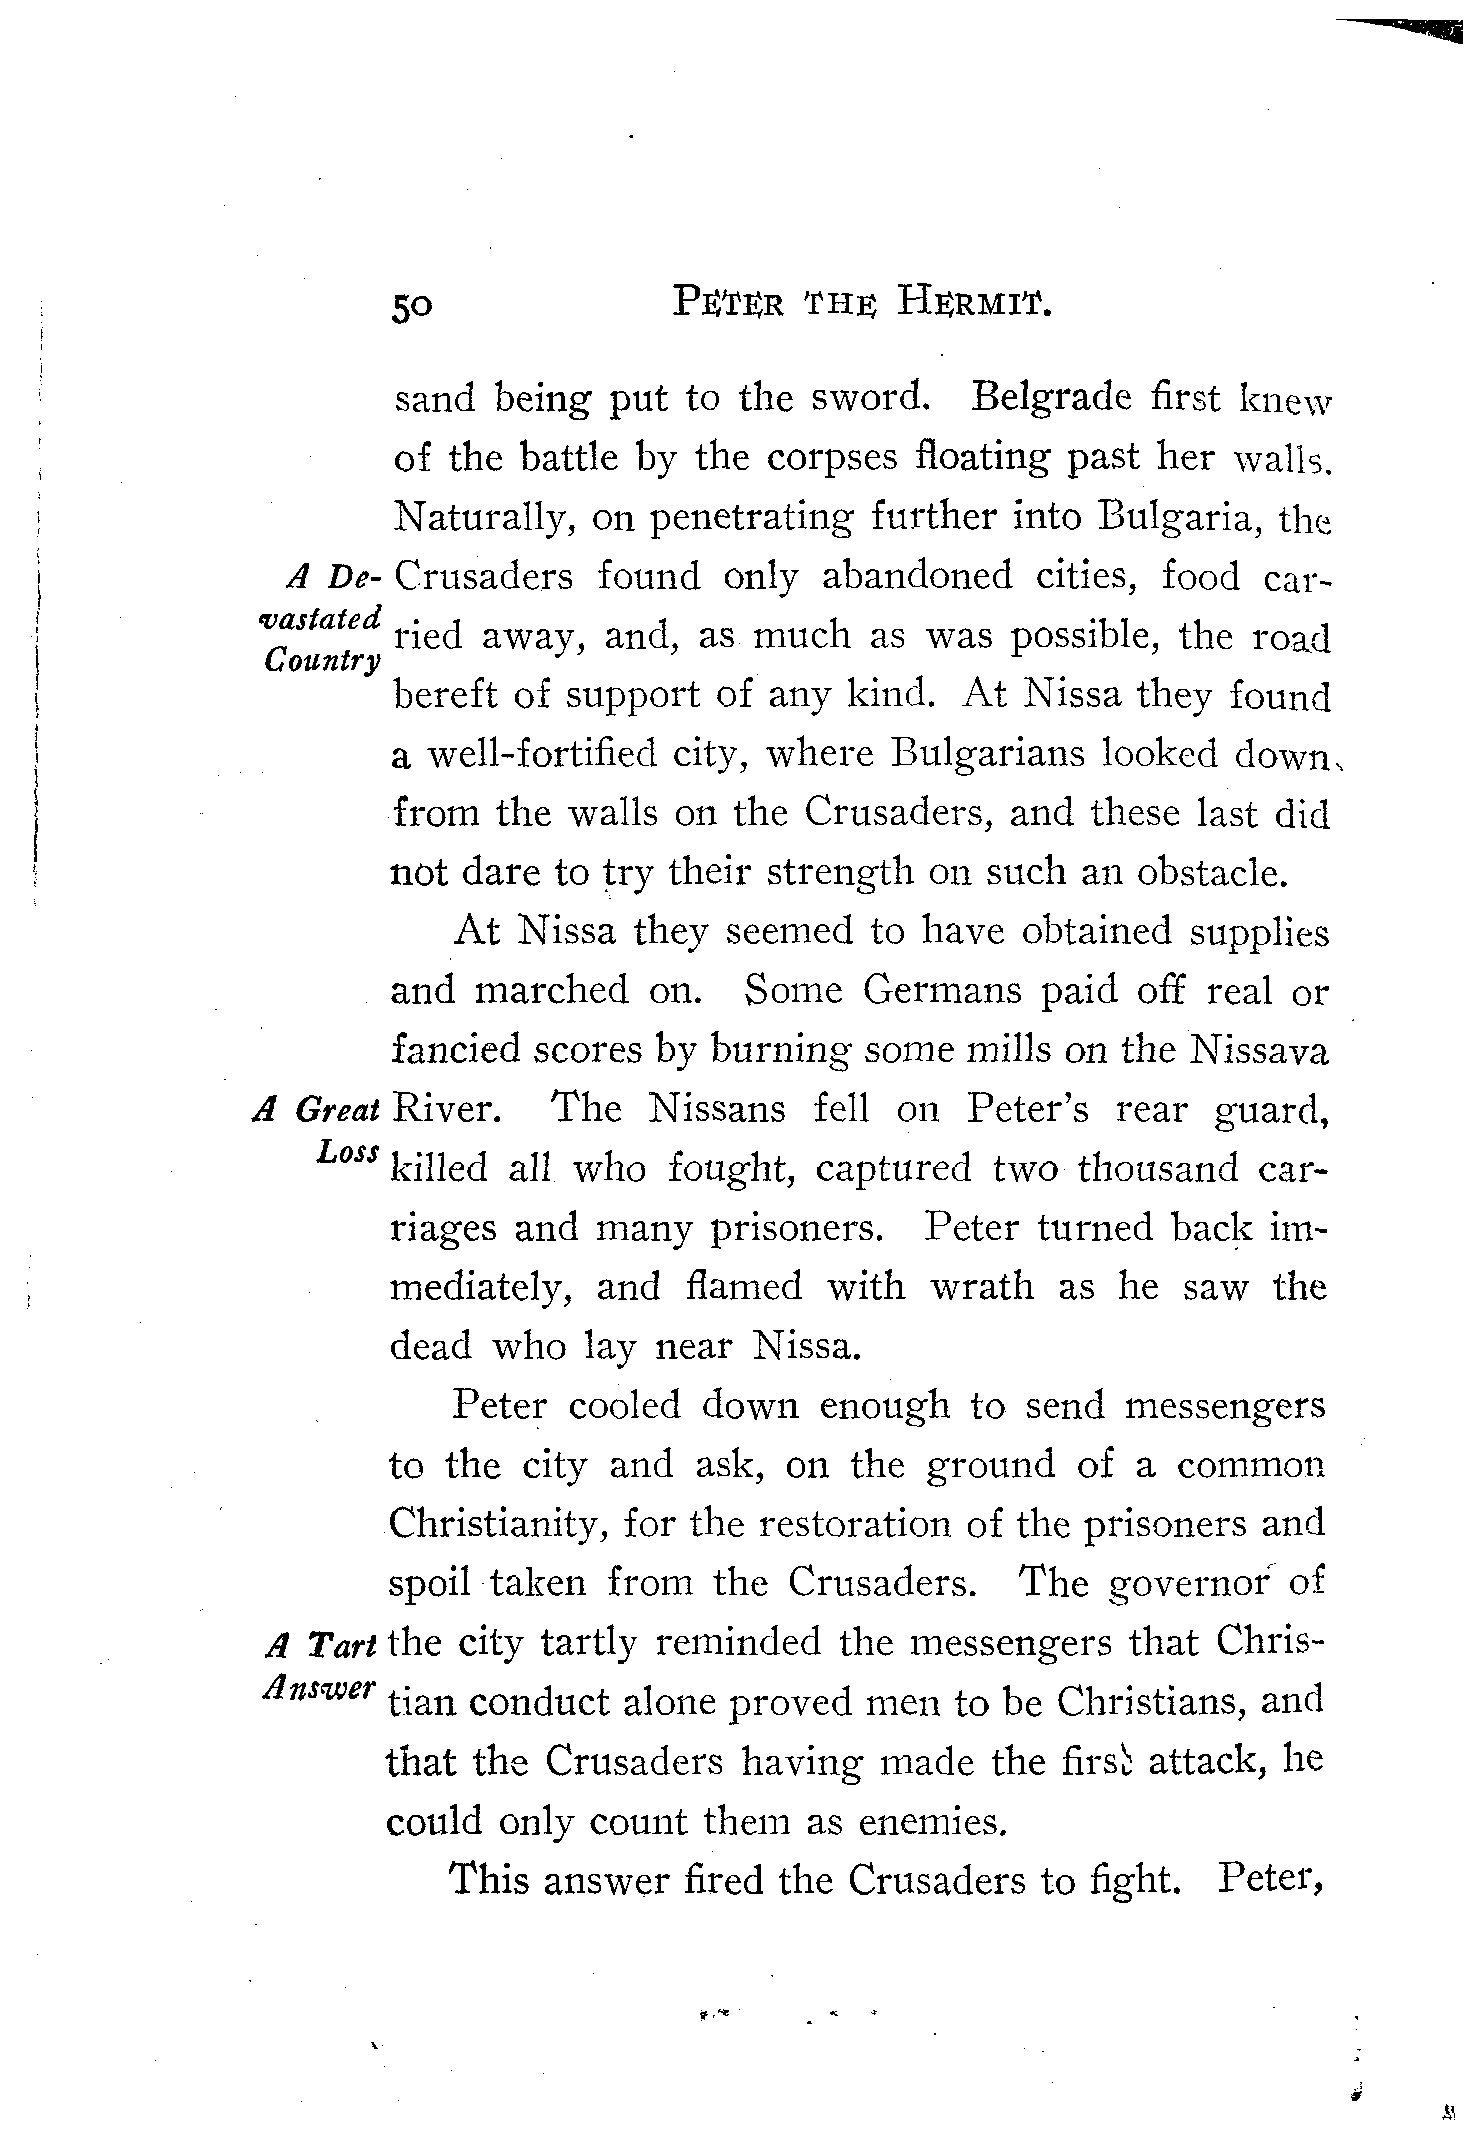 50 PETER THE HERMIT.
sand being put to the sword. Belgrade first knew
of the battle by the corpses floating past her walls.
Naturally, on penetrating further into Bulgaria, the
A De- Crusaders found only abandoned cities, food car-
vastated ried away, and, as much as was possible, the road
Country
bereft of support of any kind. At Nissa they found
a well-fortified city, where Bulgarians looked down
from the walls on the Crusaders, and these last did
not dare to try their strength on such an obstacle.
At Nissa they seemed to have obtained supplies
and marched on. Some Germans paid off real or
fancied scores by burning some mills on the Nissava
A Great River. The Nissans fell on Peter's rear guard,
Loss killed all who fought, captured two thousand car-
riages and many prisoners. Peter turned back im-
mediately, and flamed with wrath as he saw the
dead who lay near Nissa.
Peter cooled down enough to send messengers
to the city and ask, on the ground of a common
Christianity, for the restoration of the prisoners and
spoil taken from the Crusaders. The governor of
A Tart the city tartly reminded the messengers that Chris-
Answer tian conduct alone proved men to be Christians, and
that the Crusaders having made the first attack, he
could only count them as enemies.
This answer fired the Crusaders to fight. Peter,